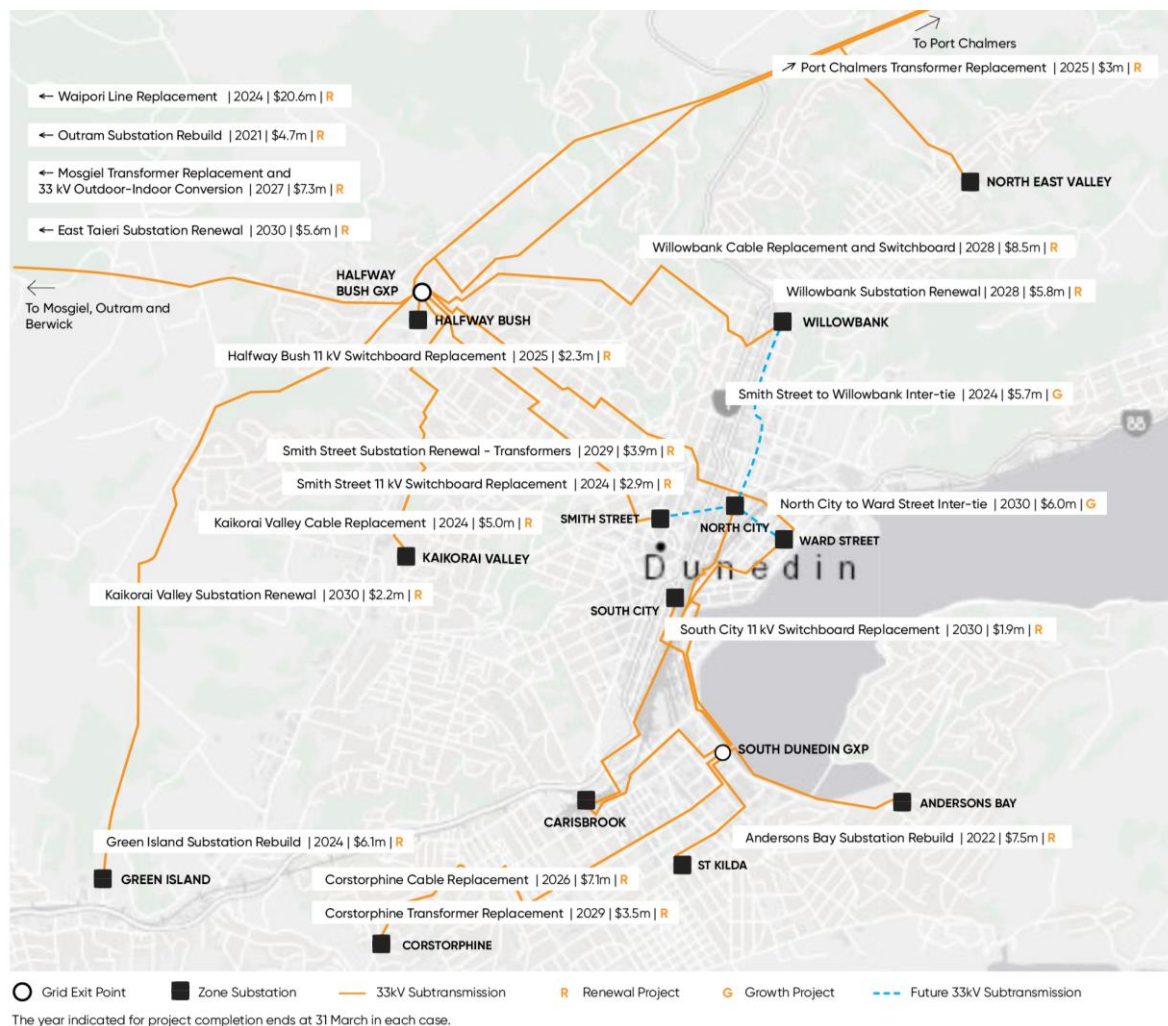 To Port Chalmers
↗ Port Chalmers Transformer Replacement | 2025 | $3m | R
← Waipori Line Replacement | 2024 | $20.6m | R
← Outram Substation Rebuild | 2021 | $4.7m | R
← Mosgiel Transformer Replacement and
33 kV Outdoor-Indoor Conversion | 2027 | $7.3m | R
← East Taieri Substation Renewal | 2030 | $5.6m | R
NORTH EAST VALLEY
Willowbank Cable Replacement and Switchboard | 2028 | $8.5m | R
HALFWAY
BUSH GXP
Willowbank Substation Renewal | 2028 | $5.8m | R
To Mosgiel, Outram and
Berwick
HALFWAY BUSH
WILLOWBANK
Halfway Bush 11 kV Switchboard Replacement | 2025 | $2.3m | R
Smith Street to Willowbank Inter-tie | 2024 | $5.7m | G
1
88
Smith Street Substation Renewal - Transformers | 2029 | $3.9m | R
Smith Street 11 kV Switchboard Replacement | 2024 | $2.9m | R
North City to Ward Street Inter-tie | 2030 | $6.0m | G
Kaikorai Valley Cable Replacement | 2024 | $5.0m | R
SMITH STREET
NORTH CITY
WARD STREET
KAIKORAI VALLEY
Dunedin
Kaikorai Valley Substation Renewal | 2030 | $2.2m | R
SOUTH CITY
South City 11 kV Switchboard Replacement | 2030 | $1.9m | R
SOUTH DUNEDIN GXP
ANDERSONS BAY
CARISBROOK
Andersons Bay Substation Rebuild | 2022 | $7.5m | R
Green Island Substation Rebuild | 2024 | $6.1m | R
ST KILDA
GREEN ISLAND
Corstorphine Cable Replacement | 2026 | $7.1m | R
Corstorphine Transformer Replacement | 2029 | $3.5m | R
CORSTORPHINE
Grid Exit Point
Zone Substation
33kV Subtransmission
R Renewal Project
G Growth Project
Future 33kV Subtransmission
The year indicated for project completion ends at 31 March in each case.